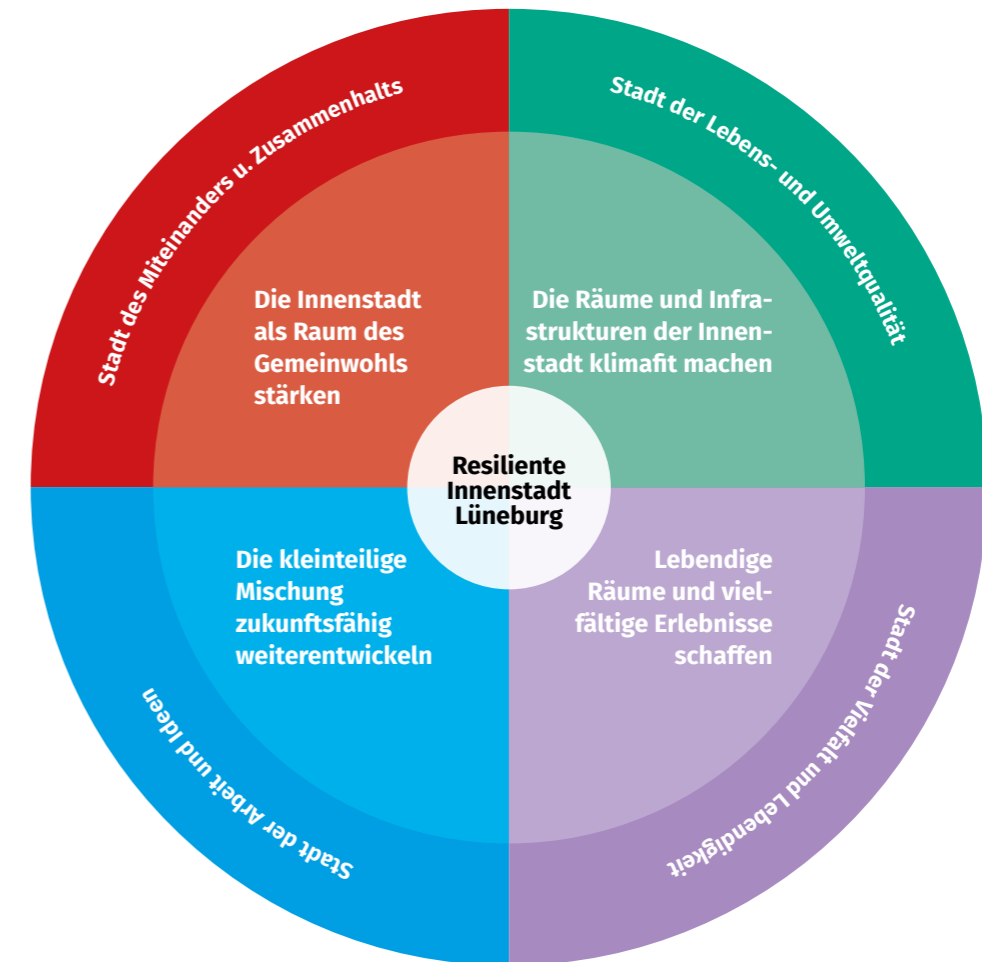 Stadt des Miteinanders u. Zusammenhalts
Stadt der Lebens- und Umweltqualität
Die Innenstadt
als Raum des
Gemeinwohls
stärken
Die Räume und Infra-
strukturen der Innen-
stadt klimafit machen
Resiliente
Innenstadt
Lüneburg
Die kleinteilige
Mischung
zukunftsfähig
weiterentwickeln
Lebendige
Räume und viel-
fältige Erlebnisse
schaffen
Stadt der Arbeit und Ideen
Stadt der Vielfalt und Lebendigkeit